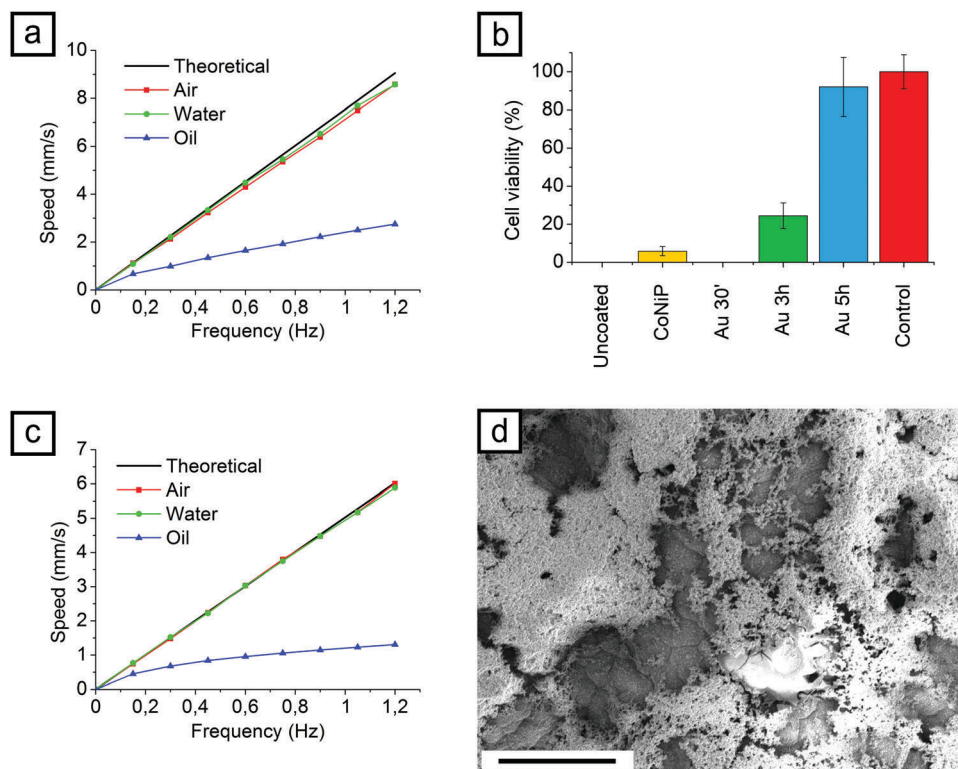 a
Theoretical
Air
Water
Oil
10
8
6
4
2
0
Speed (mm/s)
0
0,2
0,4
0,6
0,8
1
1,2
Frequency (Hz)
b
100
80
60
40
20
0
Cell viability (%)
Uncoated
CoNiP
Au 30'
Au 3h
Au 5h
Control
c
Theoretical
Air
Water
Oil
7
6
5
4
3
2
1
0
Speed (mm/s)
0
0,2
0,4
0,6
0,8
1
1,2
Frequency (Hz)
d